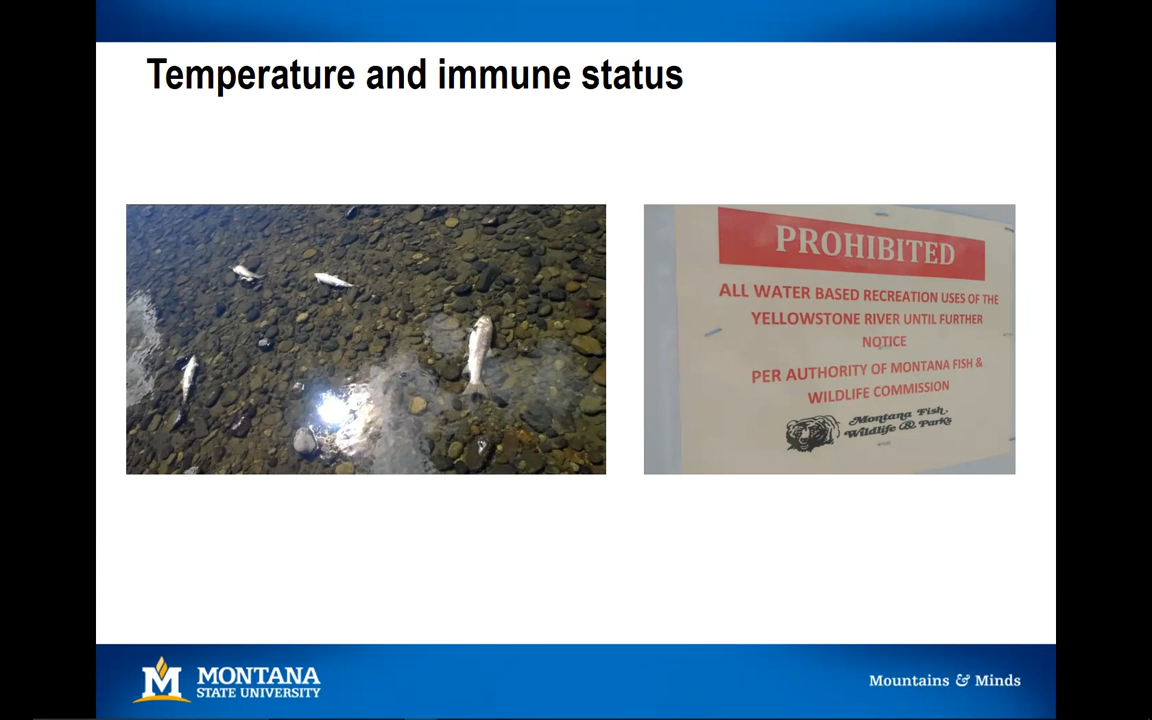 Temperature and immune status
PROHIBITED
ALL WATER BASED RECREATION USES OF THE
YELLOWSTONE RIVER UNTIL FURTHER
NOTICE
PER AUTHORITY OF MONTANA FISH &
WILDLIFE COMMISSION
Montana Fish,
Wildlife & Parks
M MONTANA
STATE UNIVERSITY
Mountains & Minds